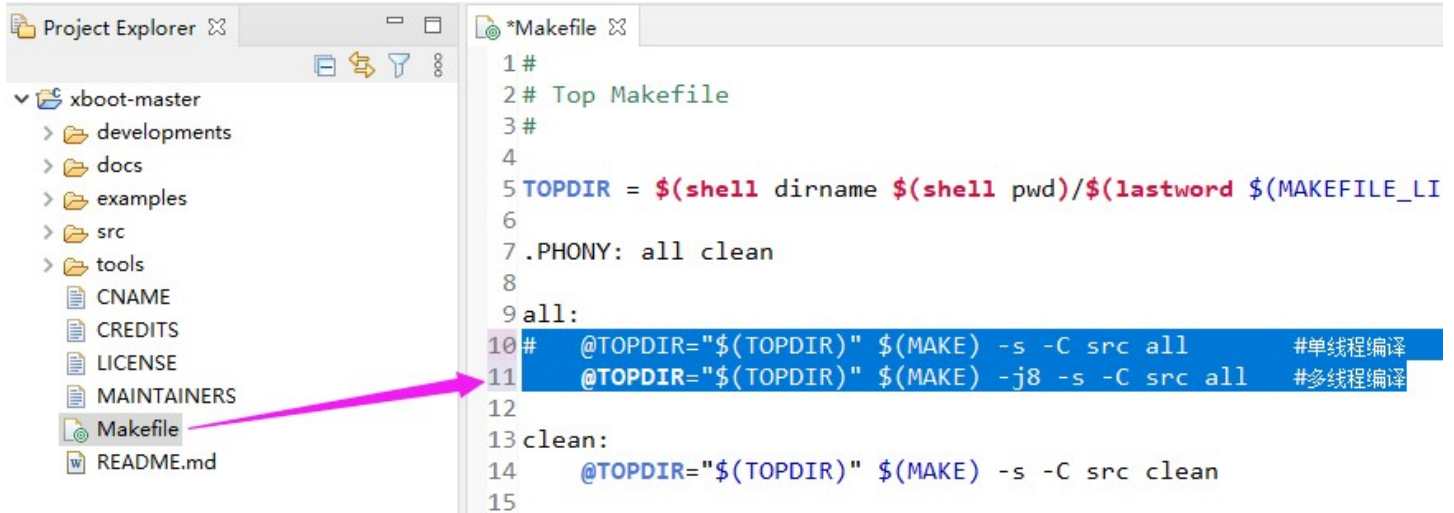 Project Explorer
xboot-master
developments
docs
examples
src
tools
CNAME
CREDITS
LICENSE
MAINTAINERS
Makefile
README.md
*Makefile
1 #
2 # Top Makefile
3 #
4
5 TOPDIR = $(shell dirname $(shell pwd)/$(lastword $(MAKEFILE_LI
6
7 .PHONY: all clean
8
9 all:
10 #   @TOPDIR="$(TOPDIR)" $(MAKE) -s -C src all       #单线程编译
11     @TOPDIR="$(TOPDIR)" $(MAKE) -j8 -s -C src all   #多线程编译
12
13 clean:
14     @TOPDIR="$(TOPDIR)" $(MAKE) -s -C src clean
15